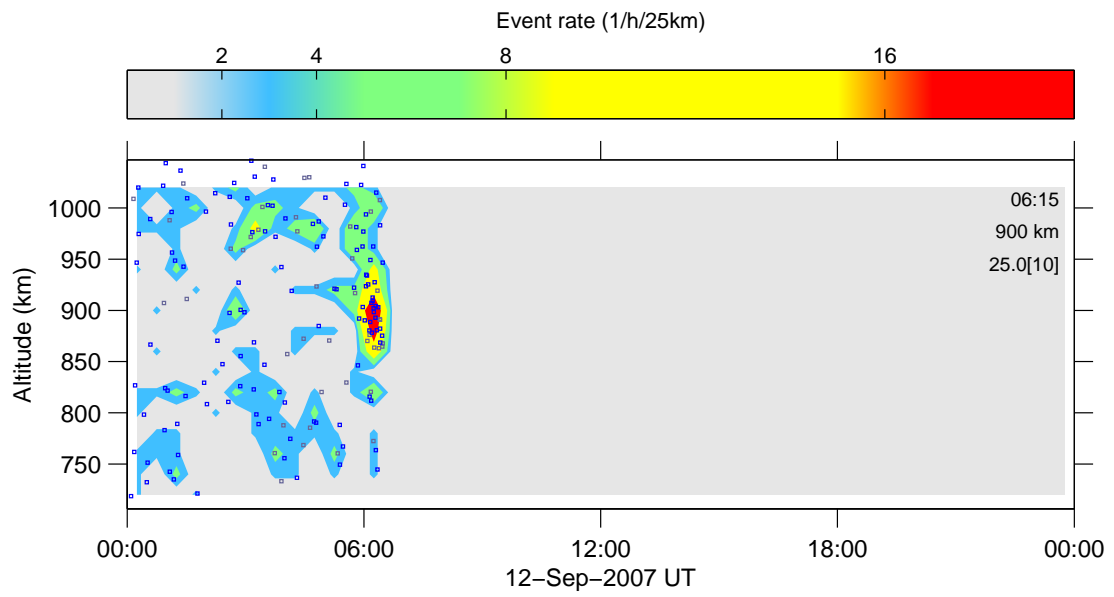 Event rate (1/h/25km)
2 4 8 16
Altitude (km)
1000
950
900
850
800
750
06:15
900 km
25.0[10]
00:00 06:00 12:00 18:00 00:00
12−Sep−2007 UT